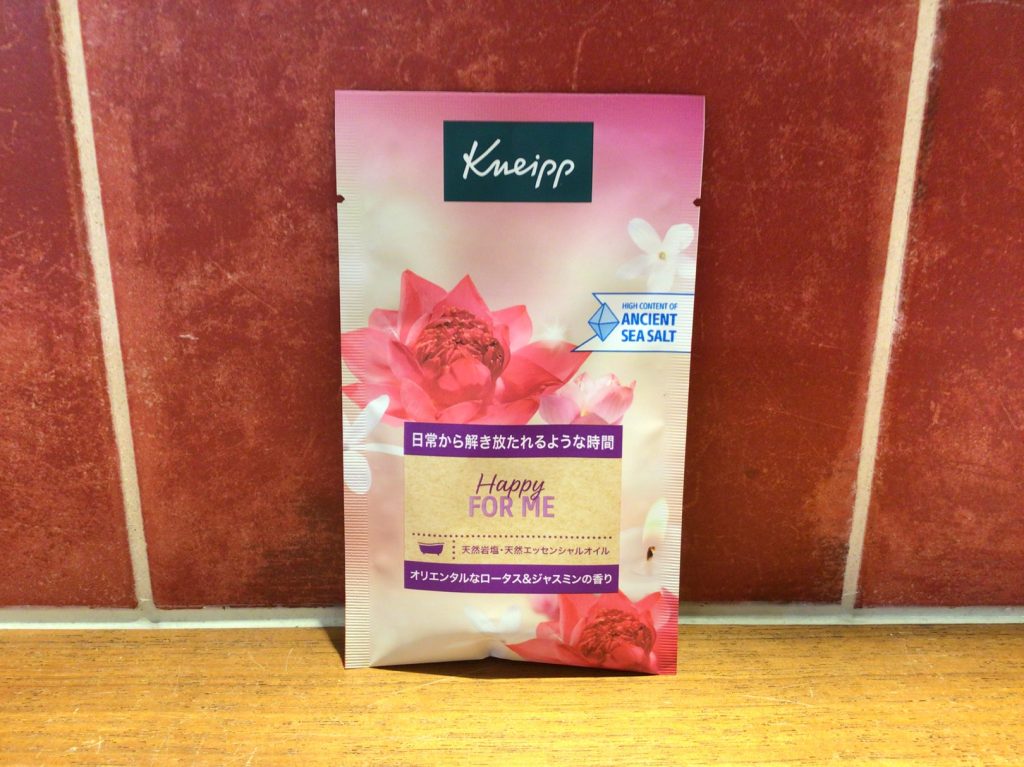 Kneipp
HIGH CONTENT OF
ANCIENT
SEA SALT
日常から解き放たれるような時間
Happy
FOR ME
天然岩塩・天然エッセンシャルオイル
オリエンタルなロータス&ジャスミンの香り